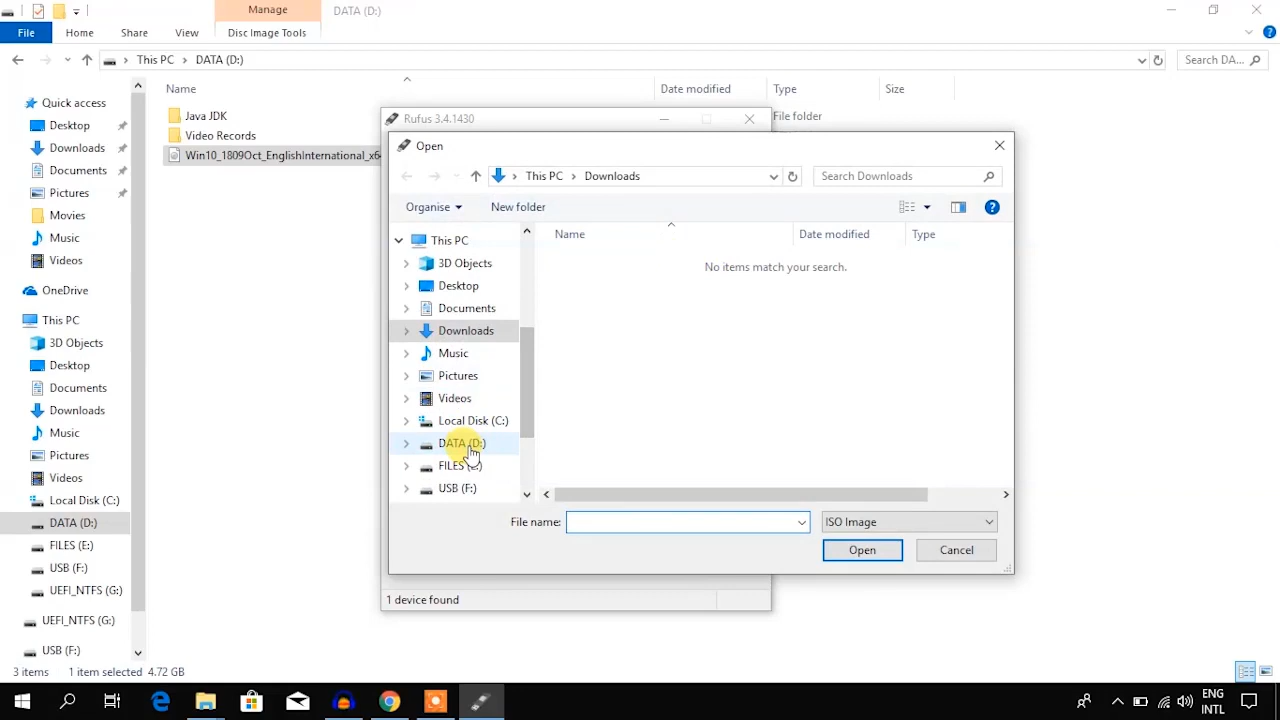 Manage
DATA (D:)
File
Home
Share
View
Disc Image Tools
This PC
DATA (D:)
Search DA...
Quick access
Desktop
Downloads
Documents
Pictures
Movies
Music
Videos
OneDrive
This PC
3D Objects
Desktop
Documents
Downloads
Music
Pictures
Videos
Local Disk (C:)
DATA (D:)
FILES (E:)
USB (F:)
UEFI_NTFS (G:)
UEFI_NTFS (G:)
USB (F:)
Name
Date modified
Type
Size
Java JDK
File folder
Video Records
Win10_1809Oct_EnglishInternational_x6
Rufus 3.4.1430
Open
This PC
Downloads
Search Downloads
Organise
New folder
Name
Date modified
Type
No items match your search.
This PC
3D Objects
Desktop
Documents
Downloads
Music
Pictures
Videos
Local Disk (C:)
DATA (D:)
FILES (E:)
USB (F:)
File name:
ISO Image
Open
Cancel
1 device found
3 items
1 item selected 4.72 GB
ENG
INTL